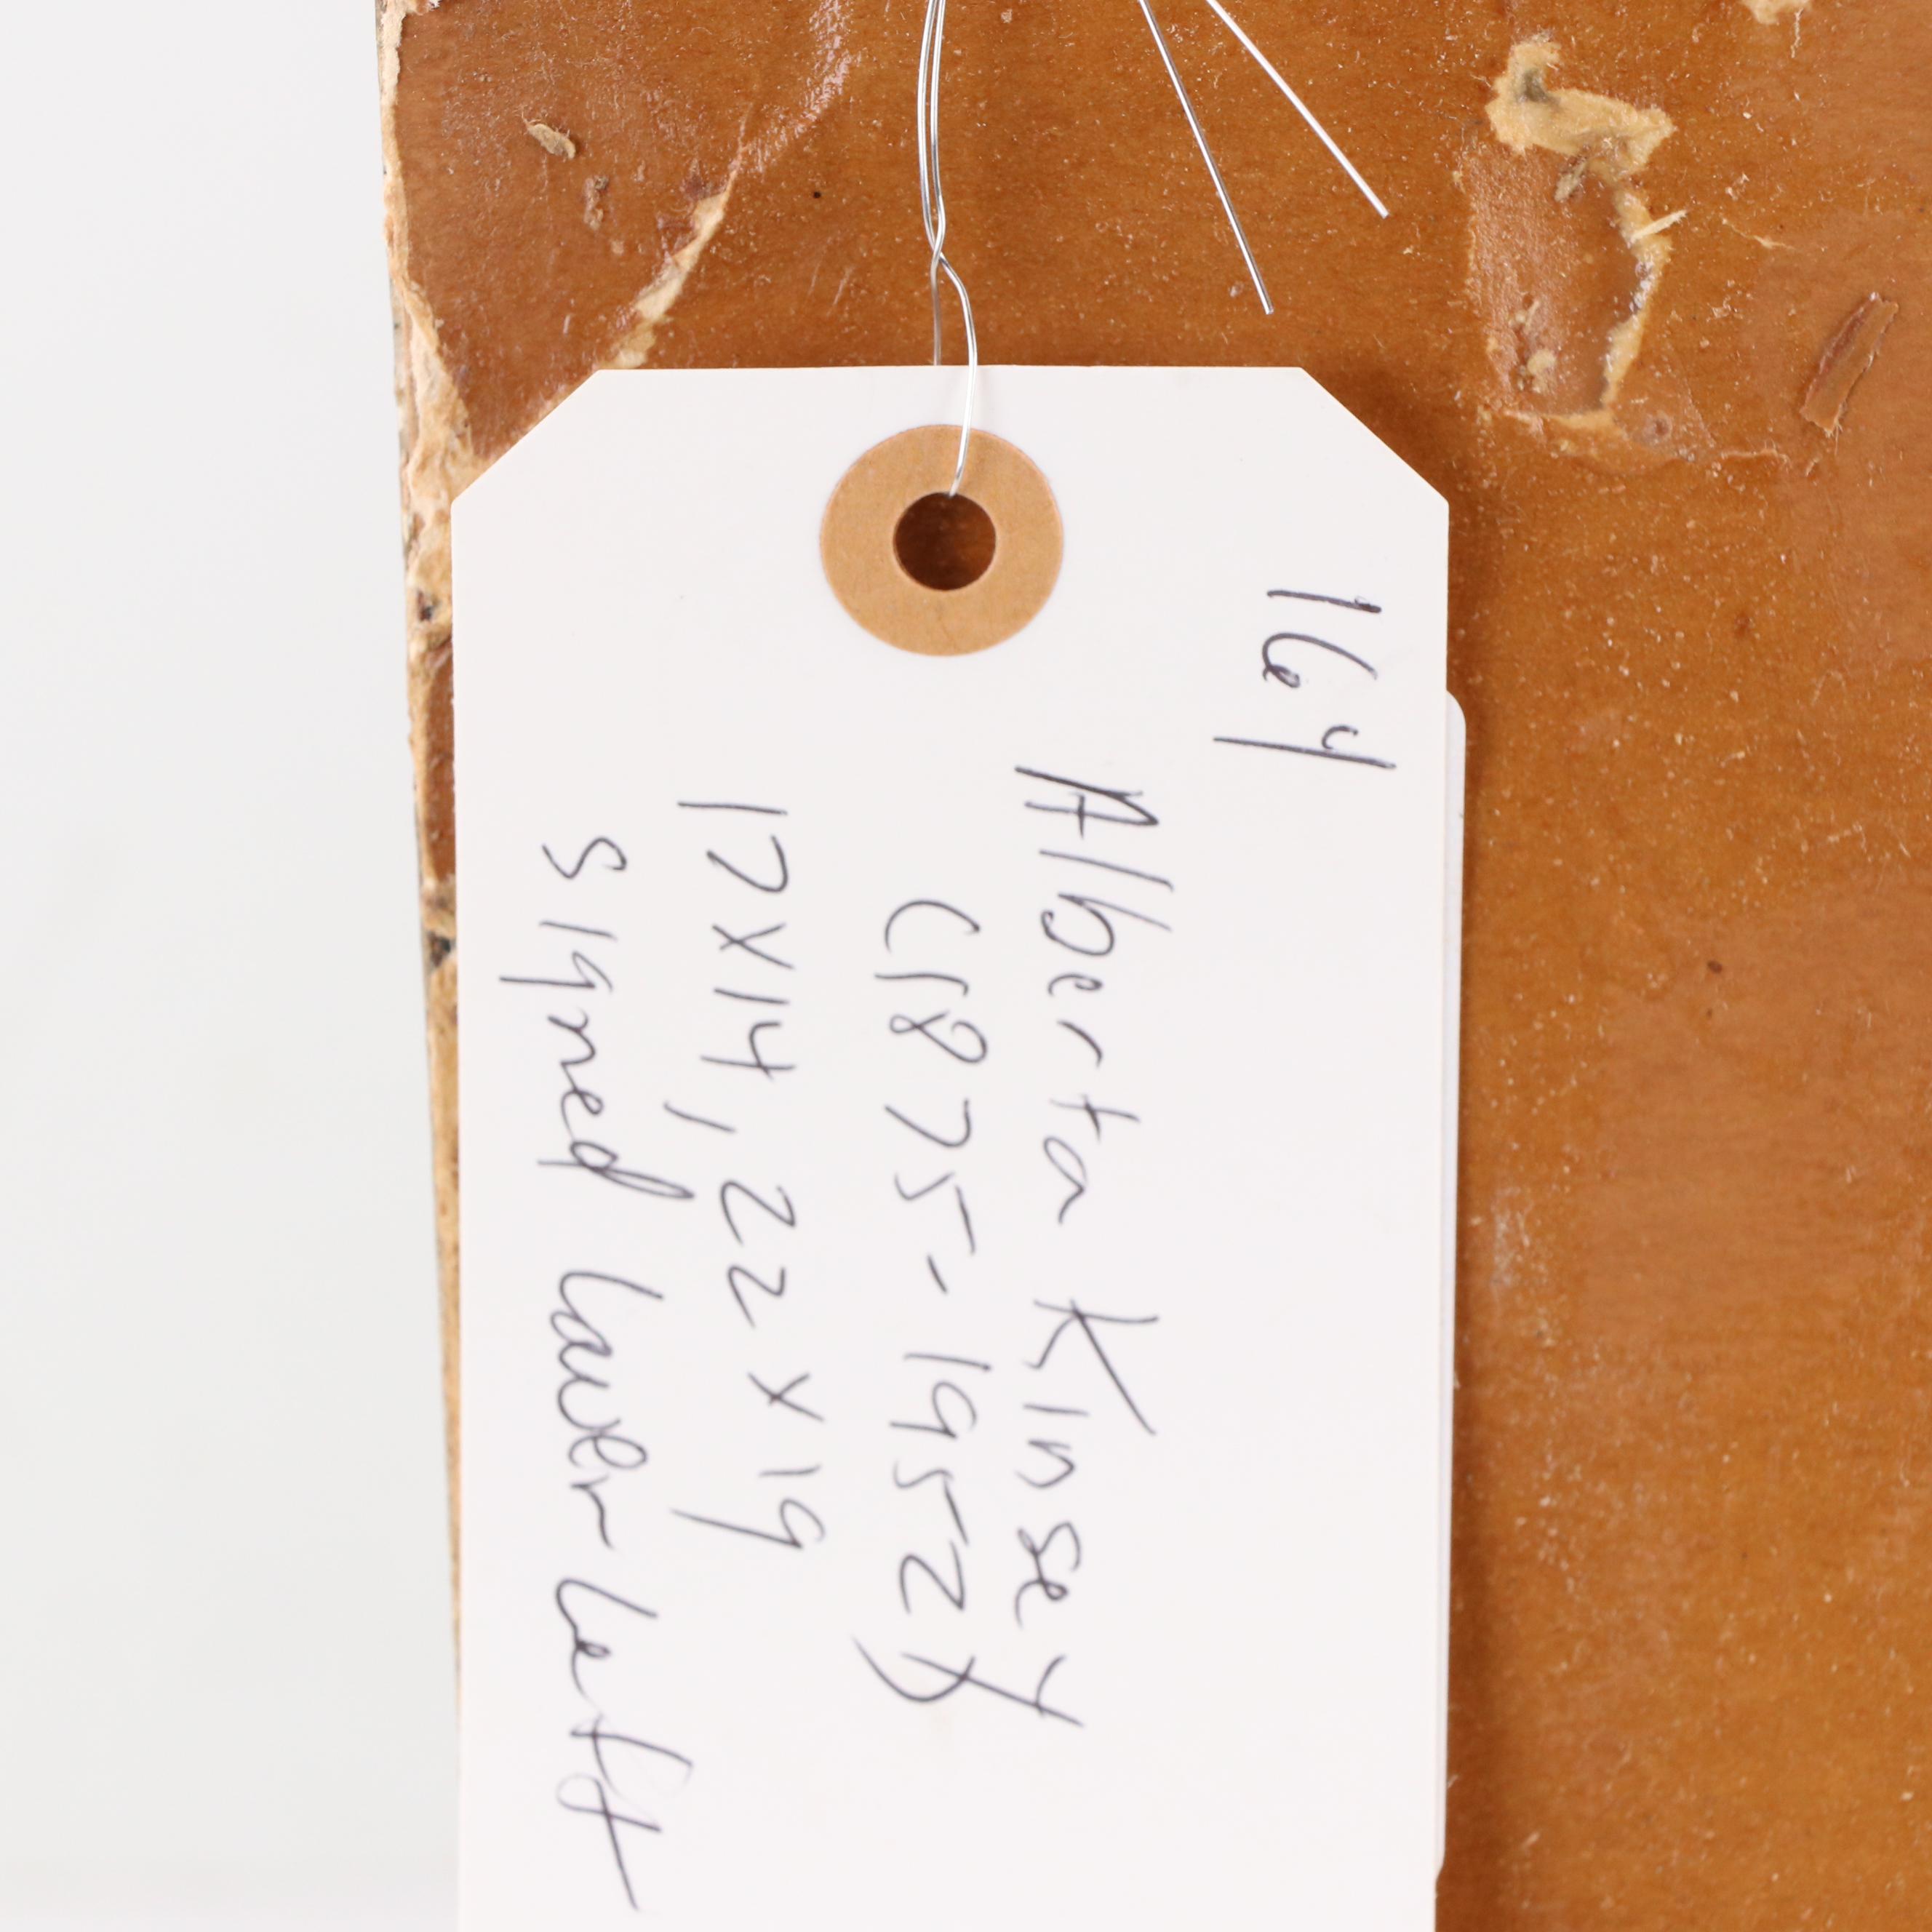 164
Alberta Kinsey
(1875-1952)
17x14, 22x19
signed lower left